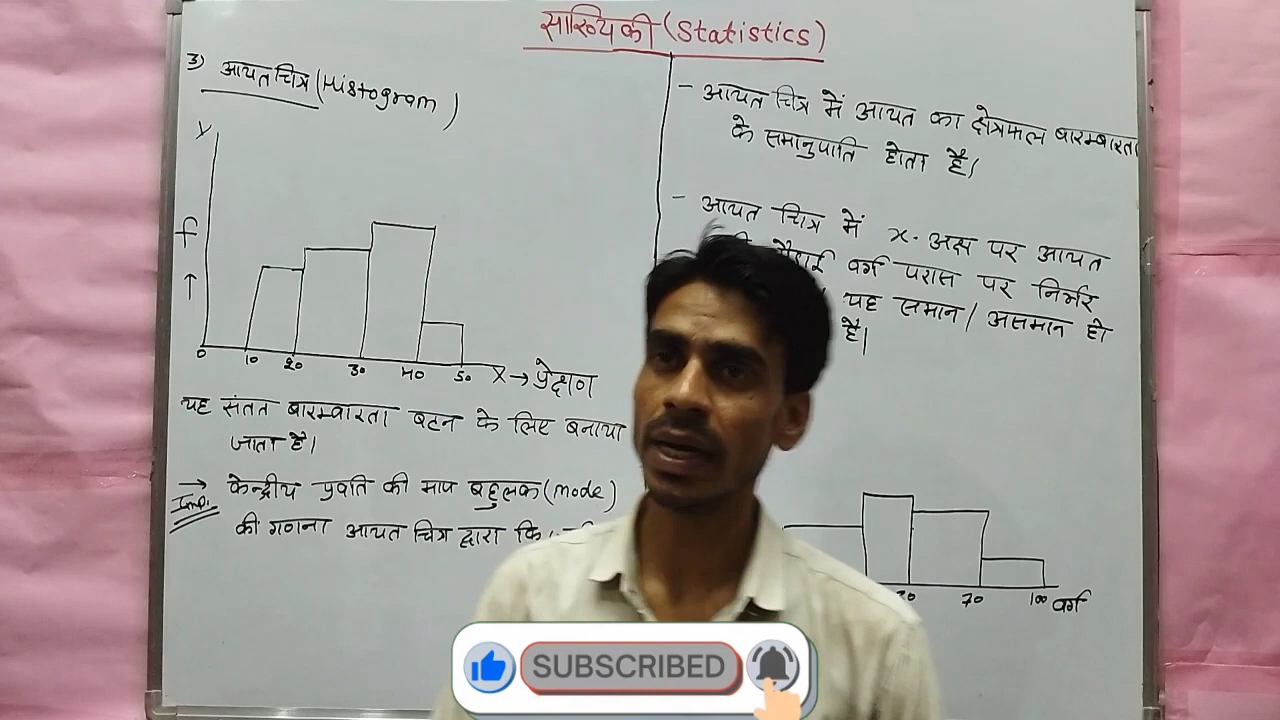 सांख्यिकी (Statistics)
3) आयत चित्र (Histogram)
y
f
↑
0 10 20 30 40 50 X → प्रेक्षण
यह संतत बारम्बारता बटन के लिए बनाया
जाता है।
→ केन्द्रीय प्रवति की माप बहुलक (mode)
Imp.
की गणना आयत चित्र द्वारा
- आयत चित्र में आयत का क्षेत्रफल बारम्बारता
के समानुपाति होता है।
- आयत चित्र में x-अक्ष पर आयत
वर्ग परास पर निर्भर
यह समान / असमान हो
है।
70 100 वर्ग
SUBSCRIBED